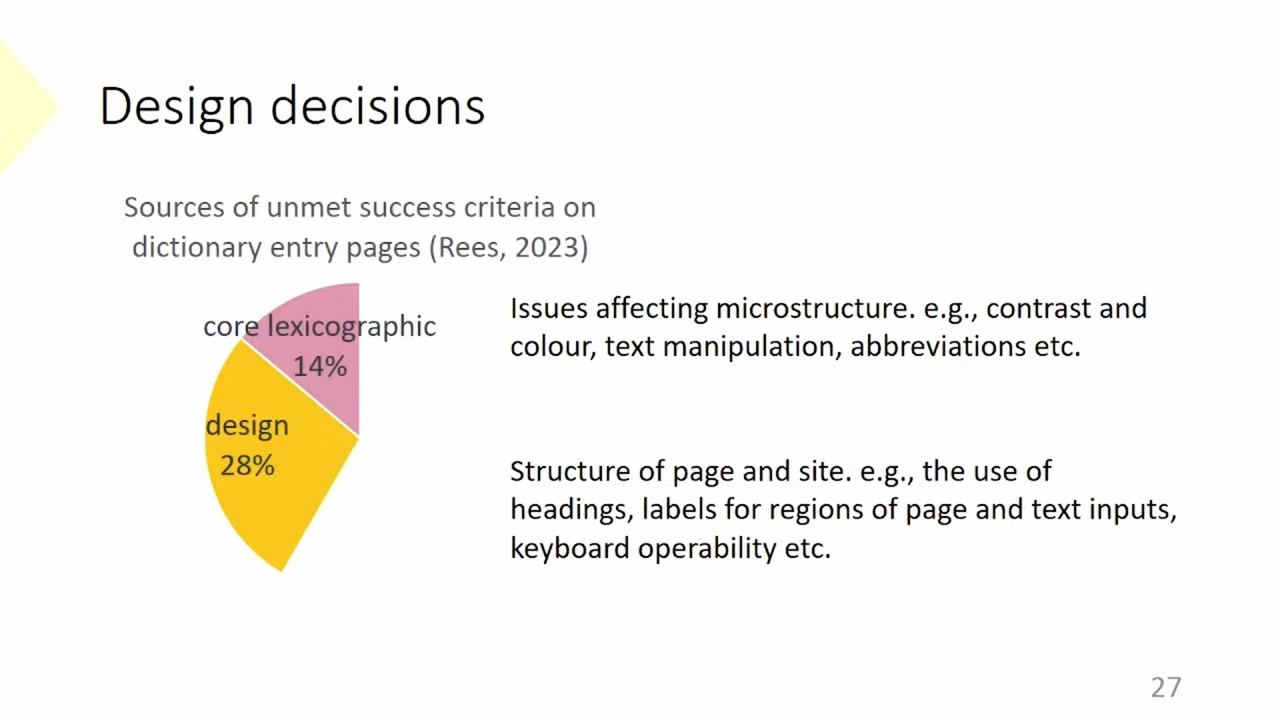 Design decisions
Sources of unmet success criteria on
dictionary entry pages (Rees, 2023)
core lexicographic
14%
design
28%
Issues affecting microstructure. e.g., contrast and
colour, text manipulation, abbreviations etc.
Structure of page and site. e.g., the use of
headings, labels for regions of page and text inputs,
keyboard operability etc.
27